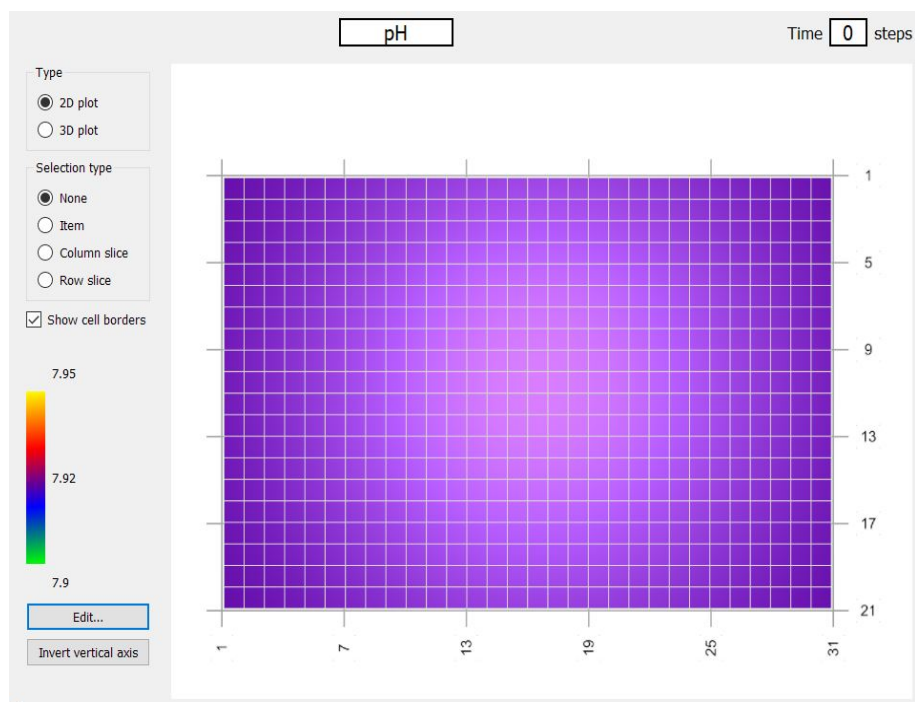 pH
Time 0 steps
Type
2D plot
3D plot
Selection type
None
Item
Column slice
Row slice
Show cell borders
7.95
7.92
7.9
Edit...
Invert vertical axis
1
5
9
13
17
21
1 7 13 19 25 31